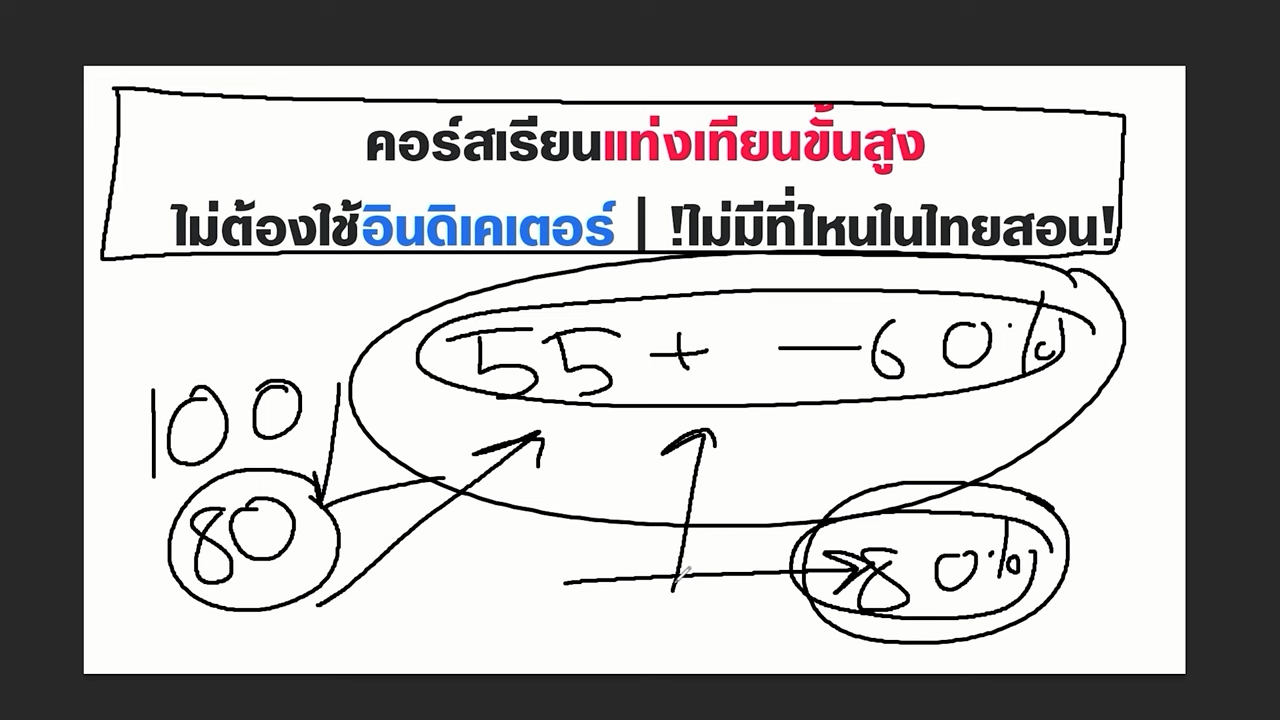 คอร์สเรียนแท่งเทียนขั้นสูง
ไม่ต้องใช้อินดิเคเตอร์ | !ไม่มีที่ไหนในไทยสอน!
55 + - 60%
100
80
80%